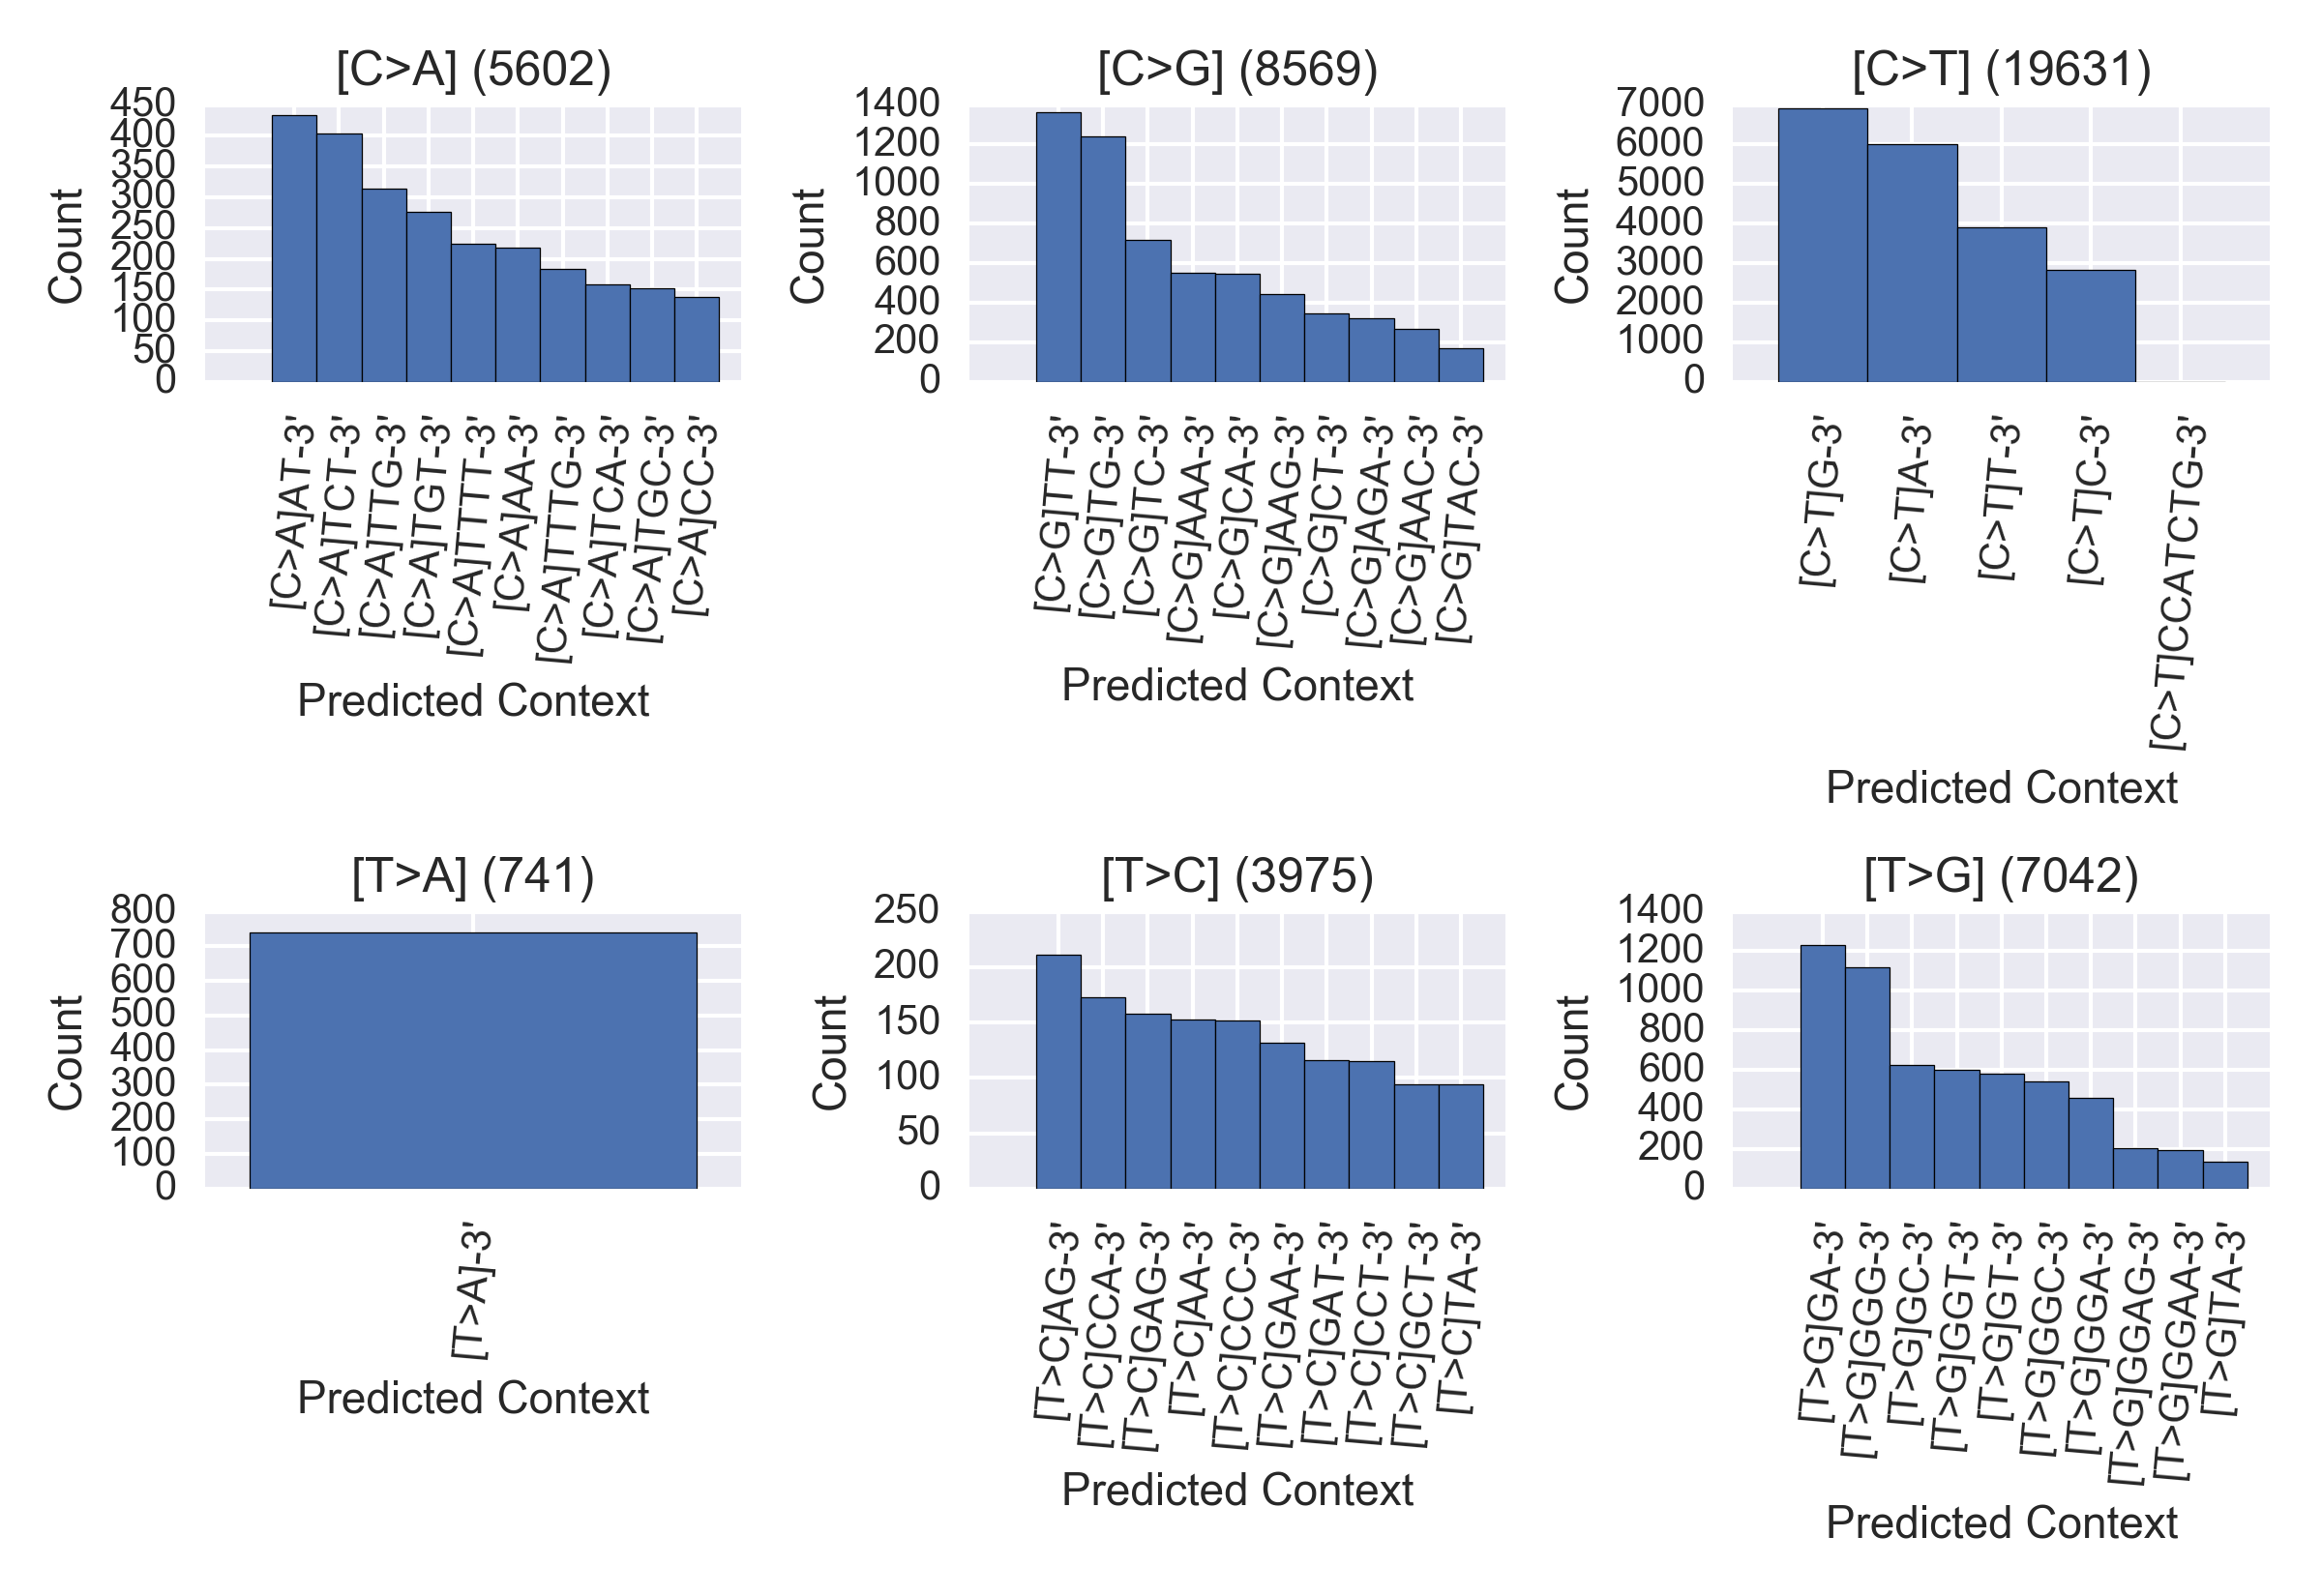 [C>A] (5602)
Count
450
400
350
300
250
200
150
100
50
0
[C>A]AT-3'
[C>A]TCT-3'
[C>A]TTG-3'
[C>A]TGT-3'
[C>A]TTTT-3'
[C>A]AA-3'
[C>A]TTTG-3'
[C>A]TCA-3'
[C>A]TGC-3'
[C>A]CC-3'
Predicted Context
[C>G] (8569)
Count
1400
1200
1000
800
600
400
200
0
[C>G]TT-3'
[C>G]TG-3'
[C>G]TC-3'
[C>G]AAA-3'
[C>G]CA-3'
[C>G]AAG-3'
[C>G]CT-3'
[C>G]AGA-3'
[C>G]AAC-3'
[C>G]TAC-3'
Predicted Context
[C>T] (19631)
Count
7000
6000
5000
4000
3000
2000
1000
0
[C>T]G-3'
[C>T]A-3'
[C>T]T-3'
[C>T]C-3'
[C>T]CCATCTG-3'
Predicted Context
[T>A] (741)
Count
800
700
600
500
400
300
200
100
0
[T>A]-3'
Predicted Context
[T>C] (3975)
Count
250
200
150
100
50
0
[T>C]AG-3'
[T>C]CCA-3'
[T>C]GAG-3'
[T>C]AA-3'
[T>C]CCC-3'
[T>C]GAA-3'
[T>C]GAT-3'
[T>C]CCT-3'
[T>C]GCT-3'
[T>C]TA-3'
Predicted Context
[T>G] (7042)
Count
1400
1200
1000
800
600
400
200
0
[T>G]GA-3'
[T>G]GGG-3'
[T>G]GC-3'
[T>G]GGT-3'
[T>G]GT-3'
[T>G]GGC-3'
[T>G]GGA-3'
[T>G]GGAG-3'
[T>G]GGAA-3'
[T>G]TA-3'
Predicted Context